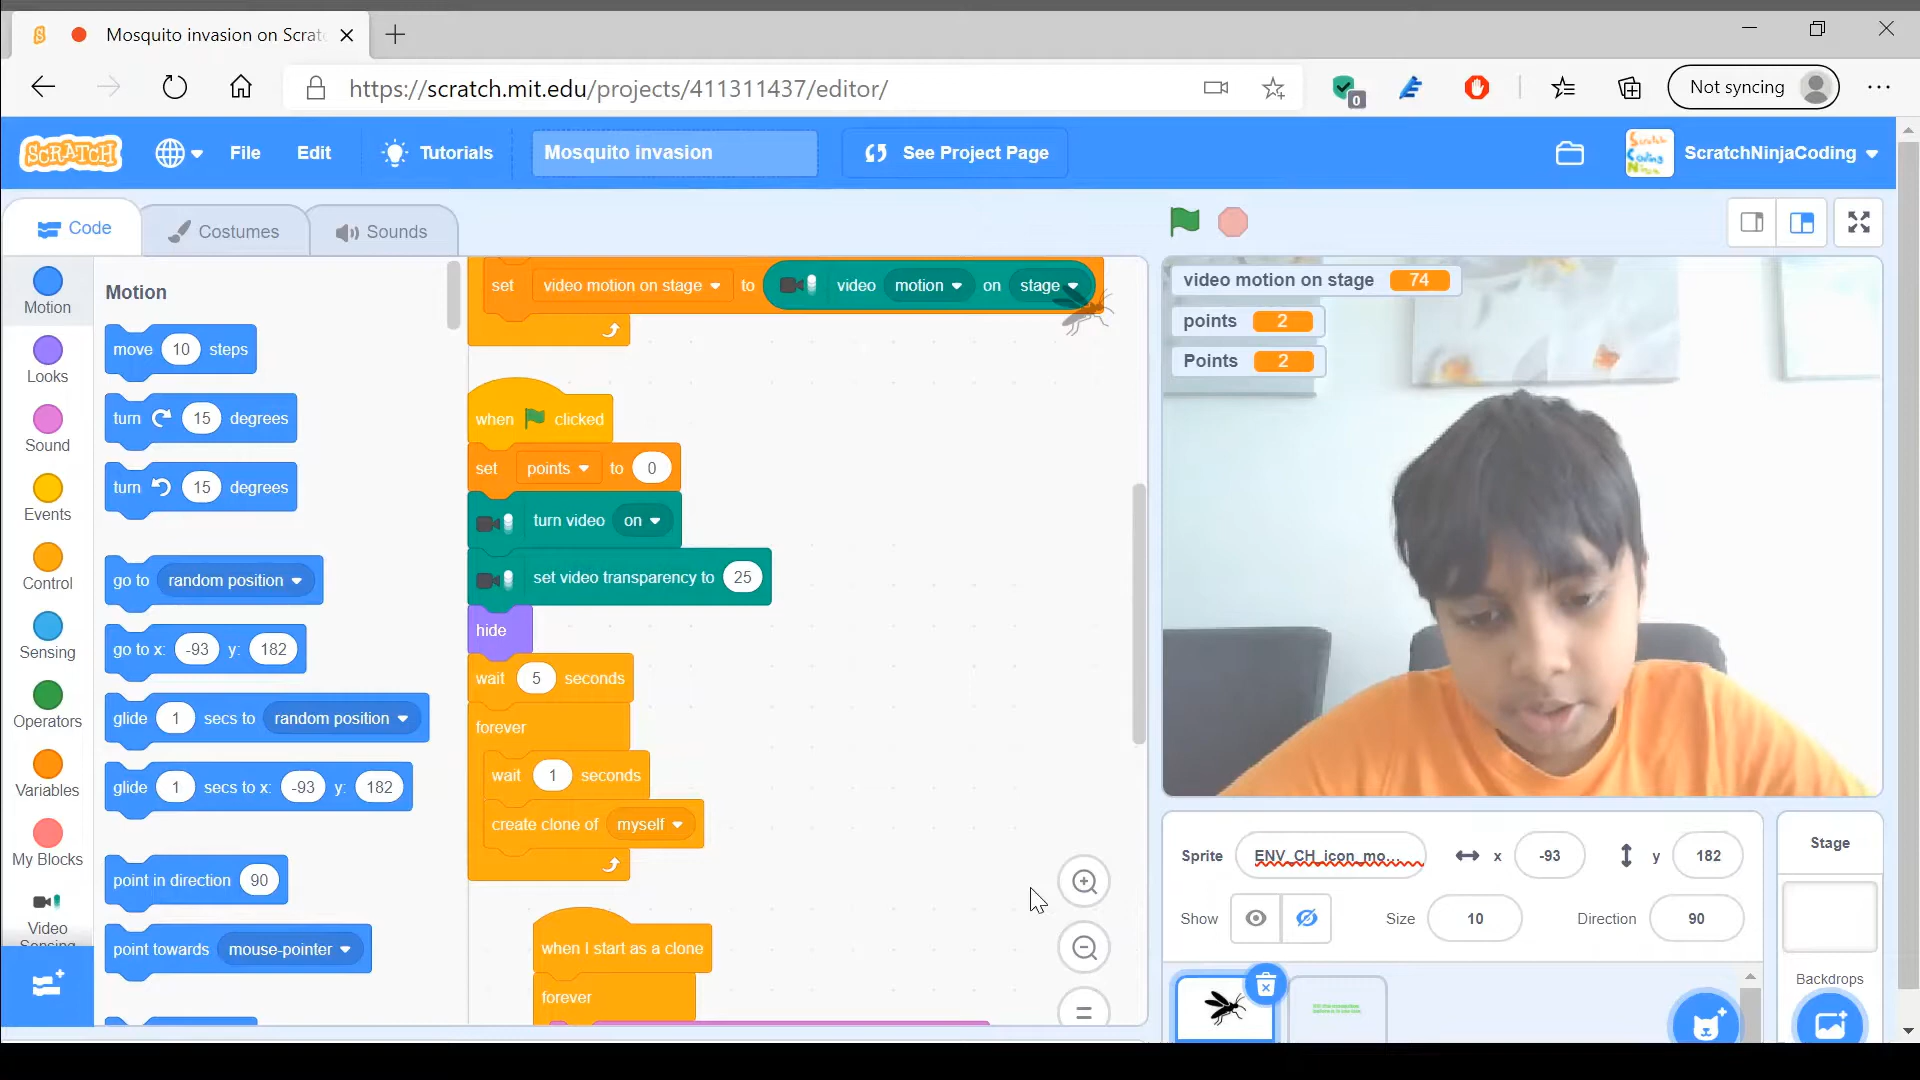 Mosquito invasion on Scrat
https://scratch.mit.edu/projects/411311437/editor/
0
Not syncing
SCRATCH
File
Edit
Tutorials
Mosquito invasion
See Project Page
Scratch
Coding
Ninja
ScratchNinjaCoding
Code
Costumes
Sounds
Motion
Looks
Sound
Events
Control
Sensing
Operators
Variables
My Blocks
Video
Sensing
Motion
move 10 steps
turn 15 degrees
turn 15 degrees
go to random position
go to x: -93 y: 182
glide 1 secs to random position
glide 1 secs to x: -93 y: 182
point in direction 90
point towards mouse-pointer
set video motion on stage to video motion on stage
when clicked
set points to 0
turn video on
set video transparency to 25
hide
wait 5 seconds
forever
wait 1 seconds
create clone of myself
when I start as a clone
forever
video motion on stage 74
points 2
Points 2
Sprite ENV_CH_icon_mo... x -93 y 182
Show Size 10 Direction 90
Stage
Backdrops